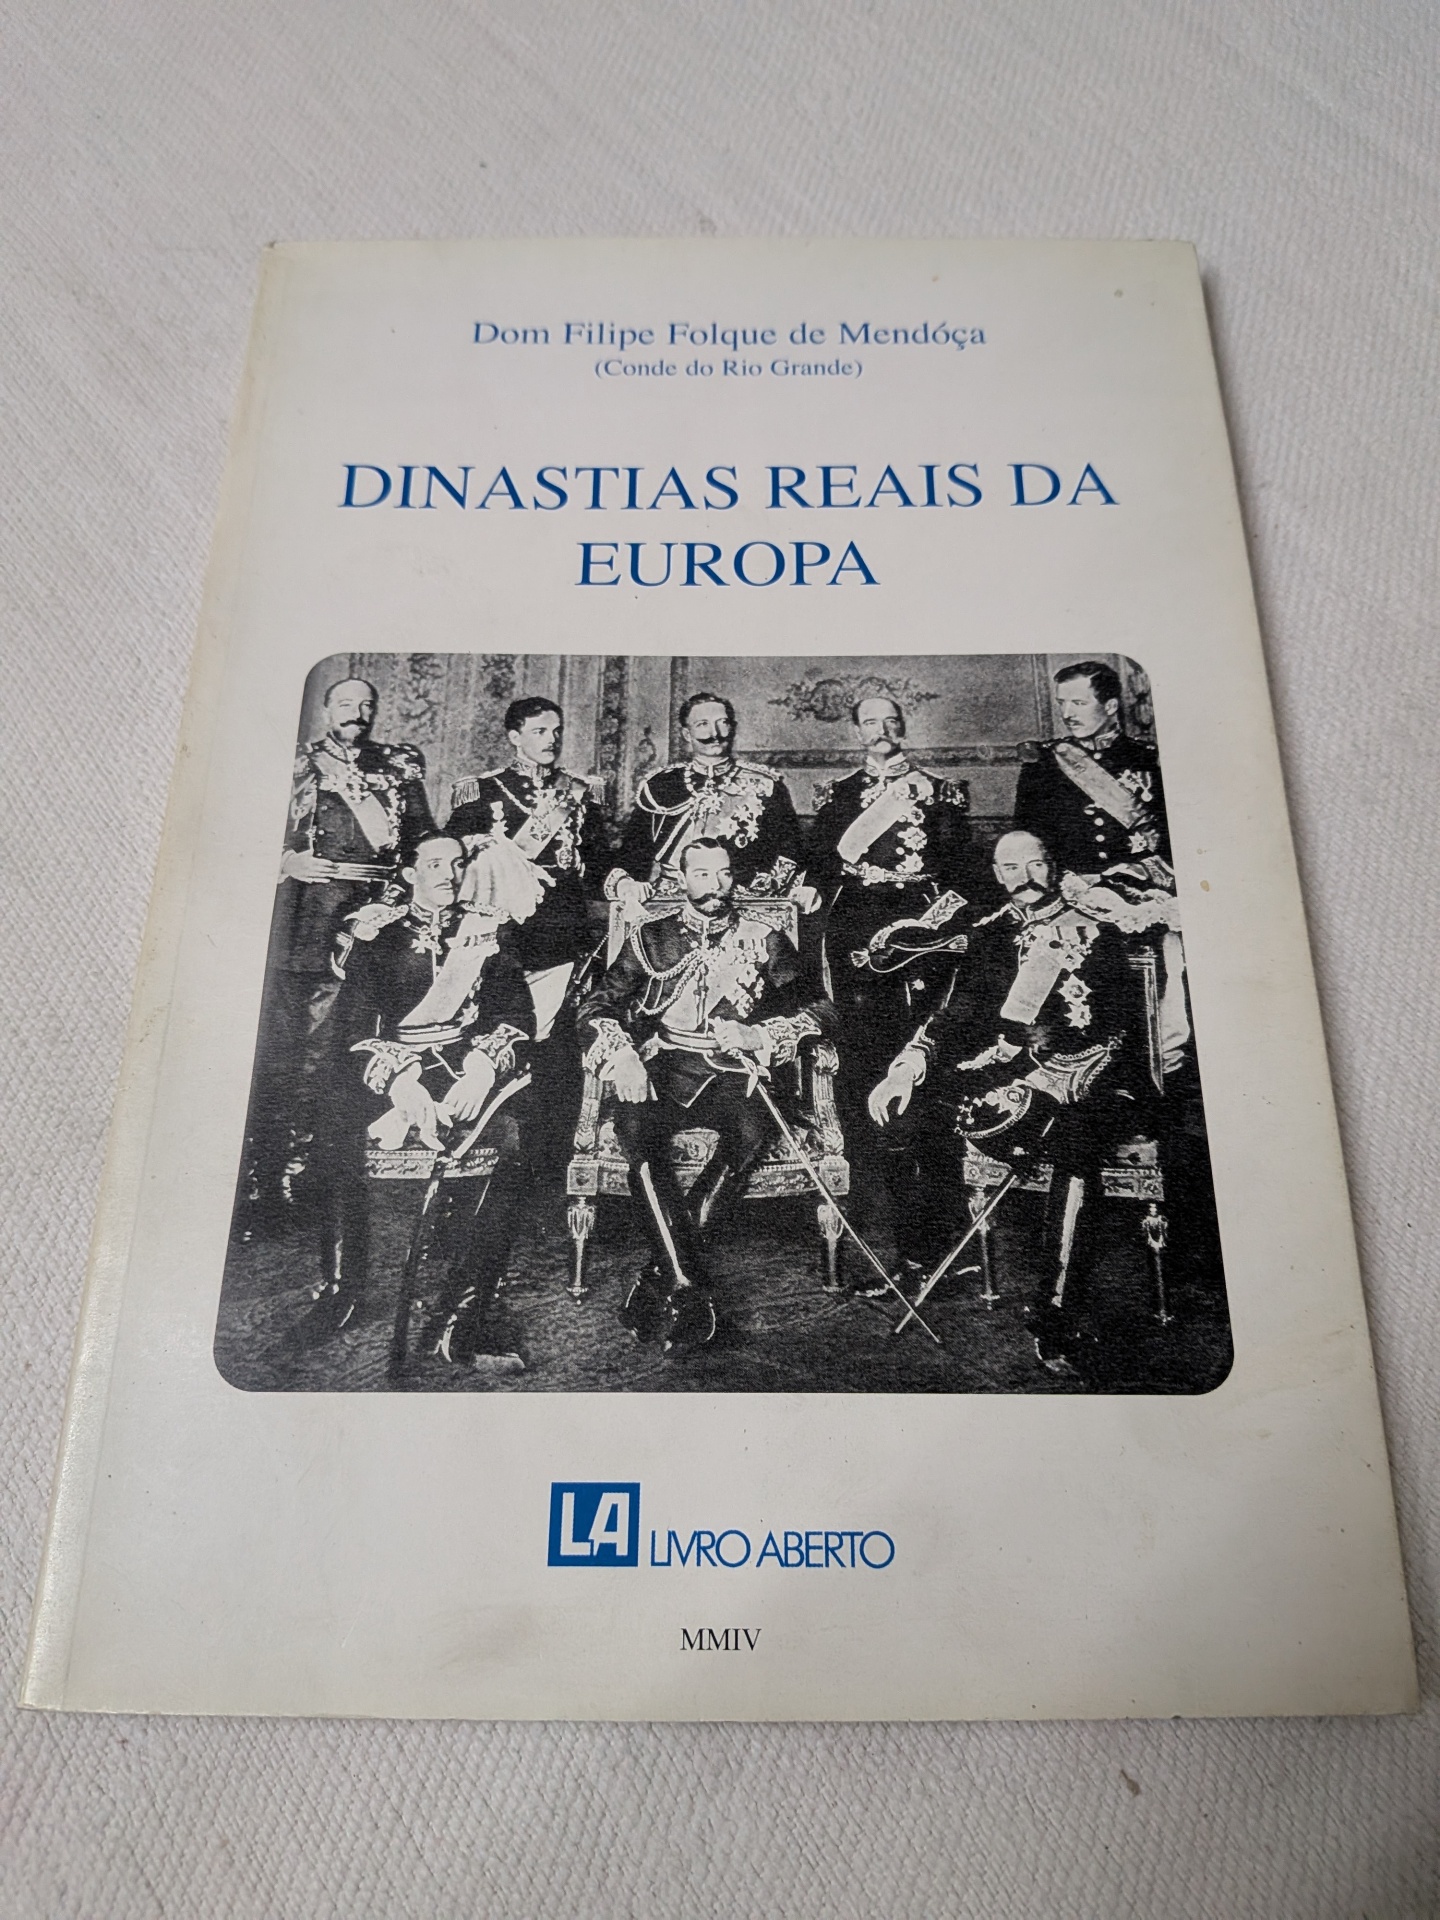 Dom Filipe Folque de Mendóça
(Conde do Rio Grande)
DINASTIAS REAIS DA
EUROPA
LA LIVRO ABERTO
MMIV